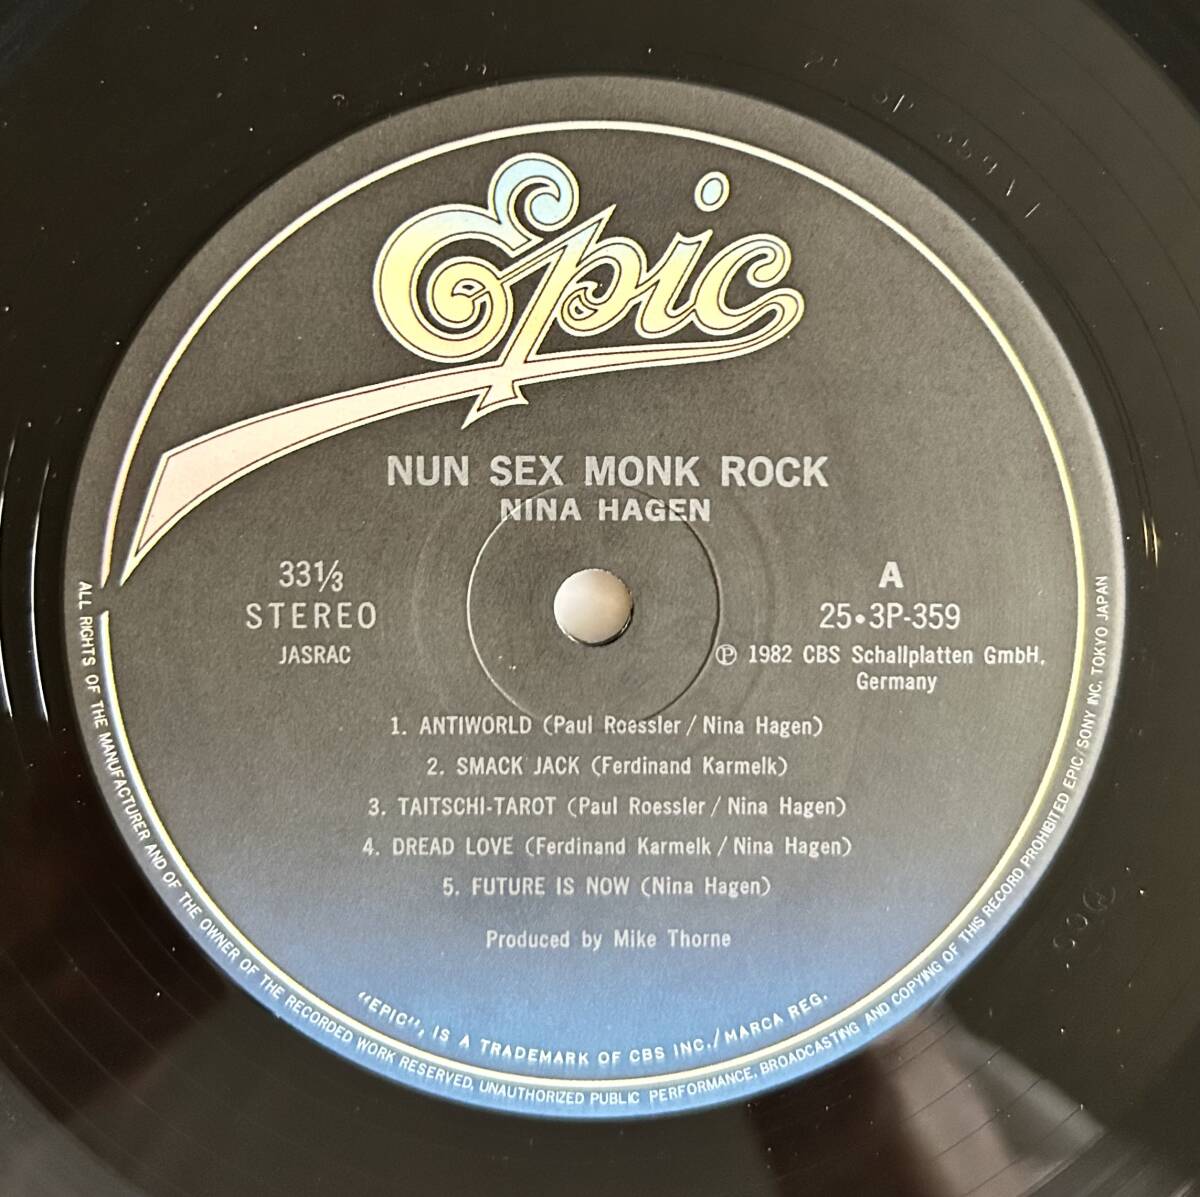 Epic
NUN SEX MONK ROCK
NINA HAGEN
33⅓
STEREO
JASRAC
A
25•3P-359
Ⓟ 1982 CBS Schallplatten GmbH,
Germany
1. ANTIWORLD (Paul Roessler / Nina Hagen)
2. SMACK JACK (Ferdinand Karmelk)
3. TAITSCHI-TAROT (Paul Roessler / Nina Hagen)
4. DREAD LOVE (Ferdinand Karmelk / Nina Hagen)
5. FUTURE IS NOW (Nina Hagen)
Produced by Mike Thorne
"EPIC", IS A TRADEMARK OF CBS INC./MARCA REG.
ALL RIGHTS OF THE MANUFACTURER AND OF THE OWNER OF THE RECORDED WORK RESERVED. UNAUTHORIZED PUBLIC PERFORMANCE, BROADCASTING AND COPYING OF THIS RECORD PROHIBITED EPIC/SONY INC. TOKYO JAPAN